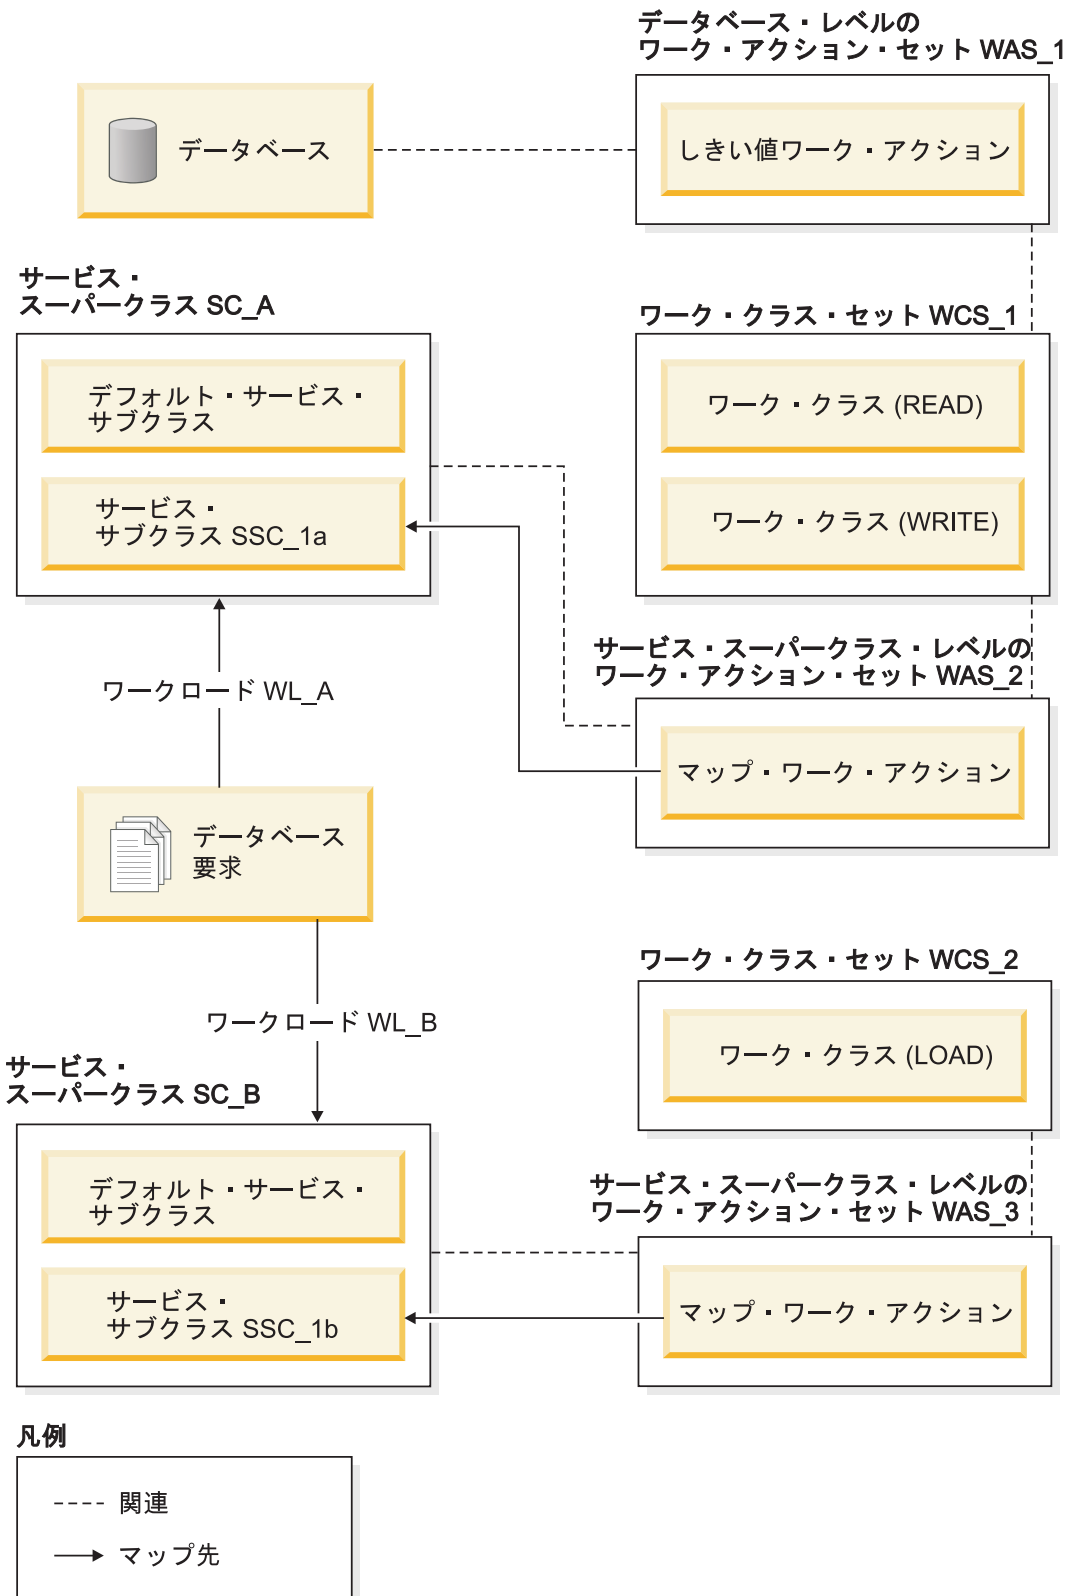 データベース・レベルの
ワーク・アクション・セット WAS_1
データベース
しきい値ワーク・アクション
サービス・
スーパークラス SC_A
デフォルト・サービス・
サブクラス
サービス・
サブクラス SSC_1a
ワーク・クラス・セット WCS_1
ワーク・クラス (READ)
ワーク・クラス (WRITE)
サービス・スーパークラス・レベルの
ワーク・アクション・セット WAS_2
マップ・ワーク・アクション
ワークロード WL_A
データベース
要求
ワークロード WL_B
ワーク・クラス・セット WCS_2
ワーク・クラス (LOAD)
サービス・
スーパークラス SC_B
デフォルト・サービス・
サブクラス
サービス・
サブクラス SSC_1b
サービス・スーパークラス・レベルの
ワーク・アクション・セット WAS_3
マップ・ワーク・アクション
凡例
関連
マップ先